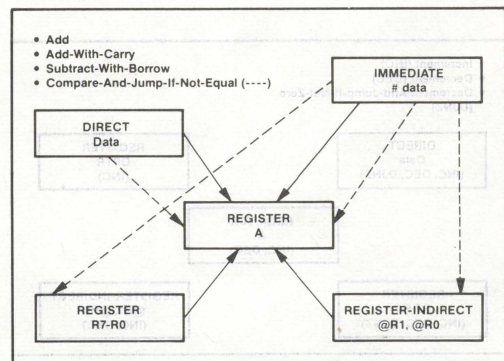 • Add
• Add-With-Carry
• Subtract-With-Borrow
• Compare-And-Jump-If-Not-Equal (----)
IMMEDIATE
# data
DIRECT
Data
REGISTER
A
REGISTER
R7-R0
REGISTER-INDIRECT
@R1, @R0